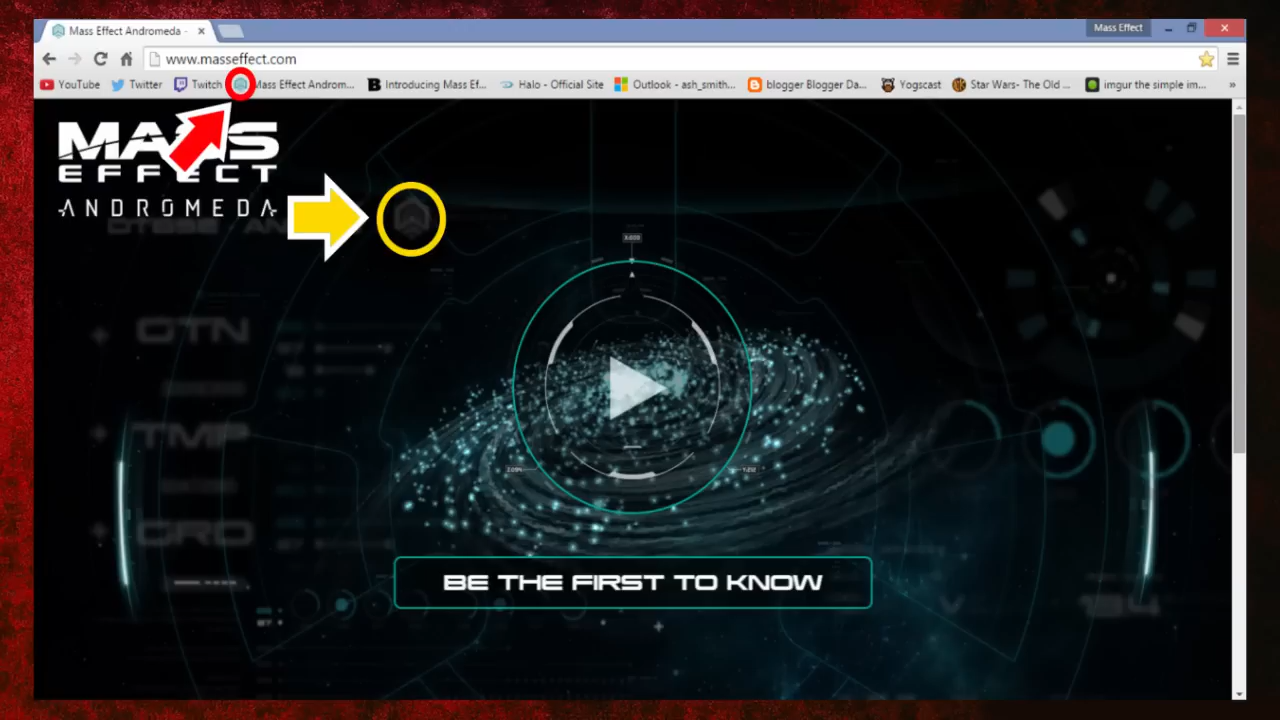 Mass Effect Andromeda -
Mass Effect
www.masseffect.com
YouTube Twitter Twitch Mass Effect Androm... Introducing Mass Ef... Halo - Official Site Outlook - ash_smith... blogger Blogger Da... Yogscast Star Wars- The Old ... imgur the simple im... »
MASS
EFFECT
ANDROMEDA
GTN
TMP
GRD
BE THE FIRST TO KNOW